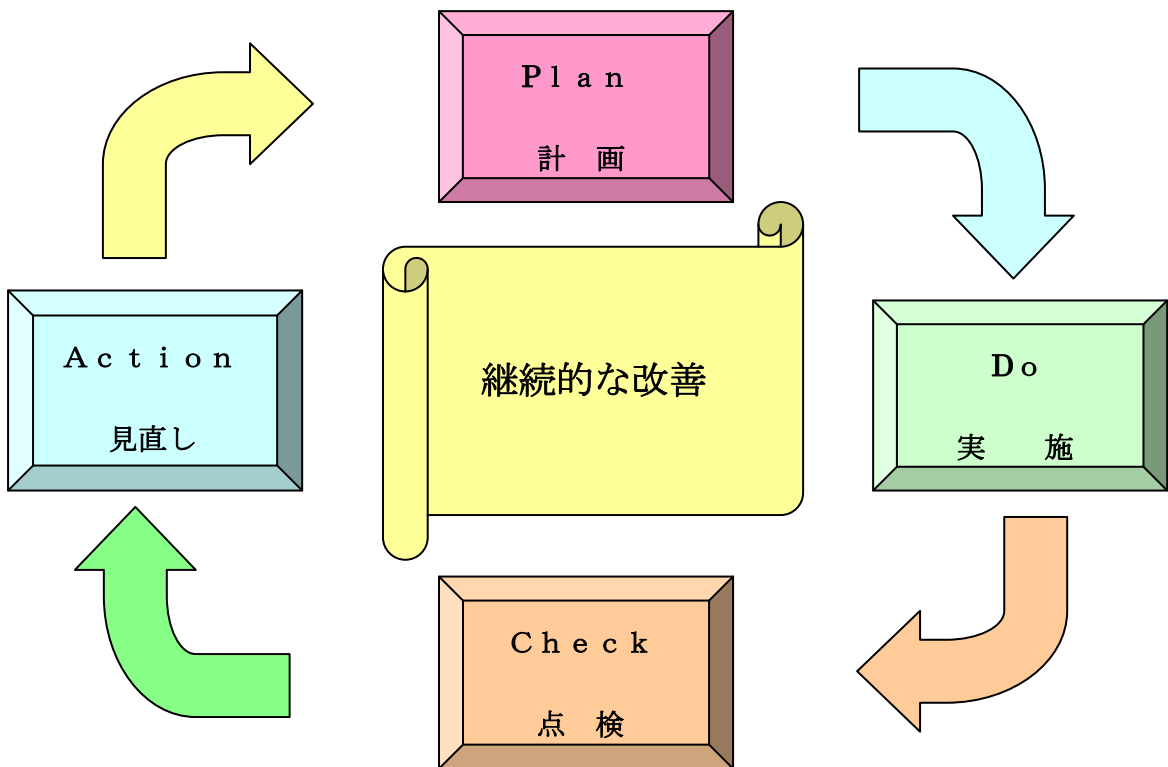 Ｐｌａｎ
計　画
Ａｃｔｉｏｎ
見直し
継続的な改善
Ｄｏ
実　　施
Ｃｈｅｃｋ
点　検